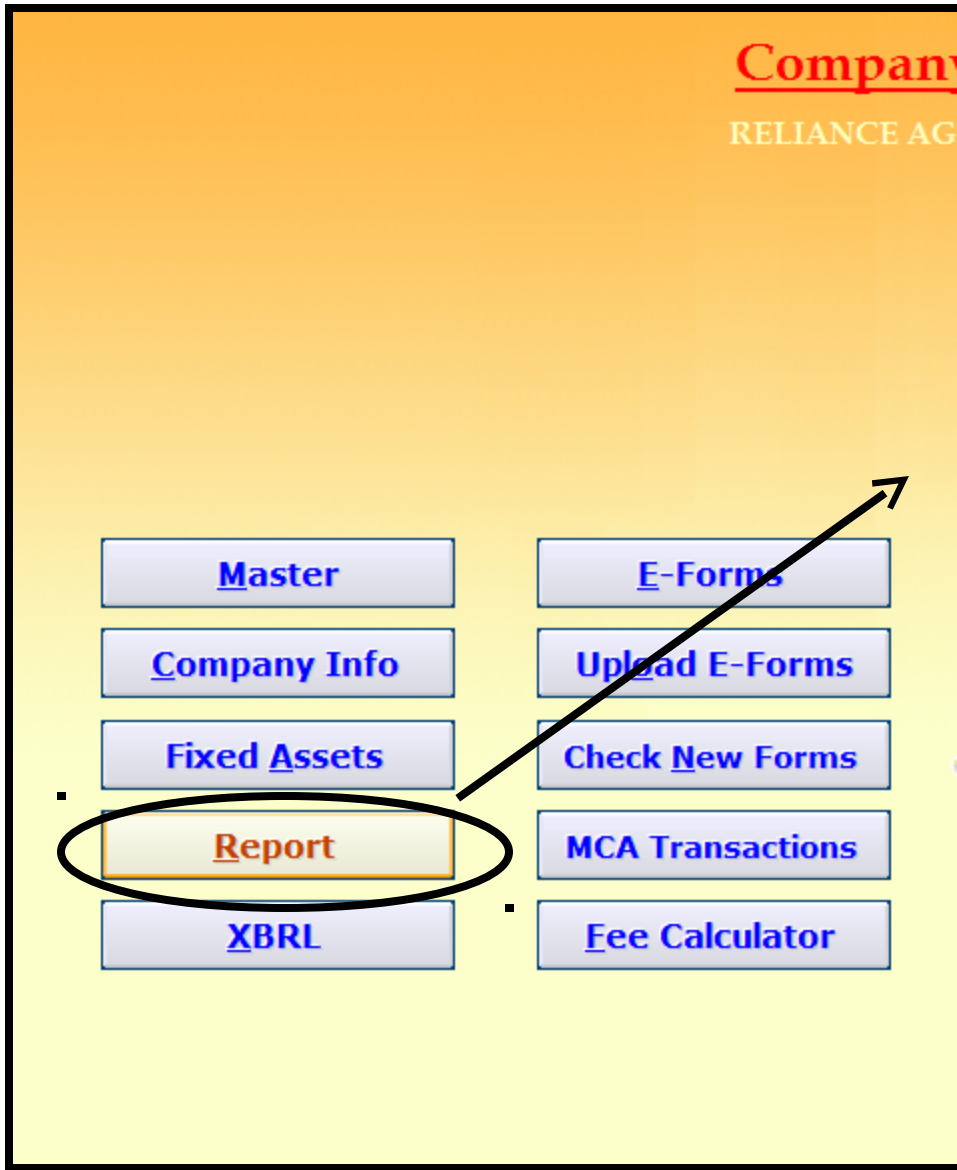 Company
RELIANCE AG
Master
E-Forms
Company Info
Upload E-Forms
Fixed Assets
Check New Forms
Report
MCA Transactions
XBRL
Fee Calculator